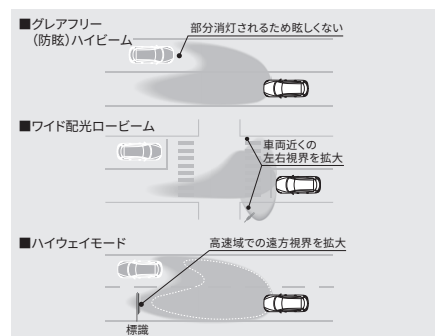 ■グレアフリー
（防眩）ハイビーム
部分消灯されるため眩しくない
■ワイド配光ロービーム
車両近くの
左右視界を拡大
■ハイウェイモード
高速域での遠方視界を拡大
標識